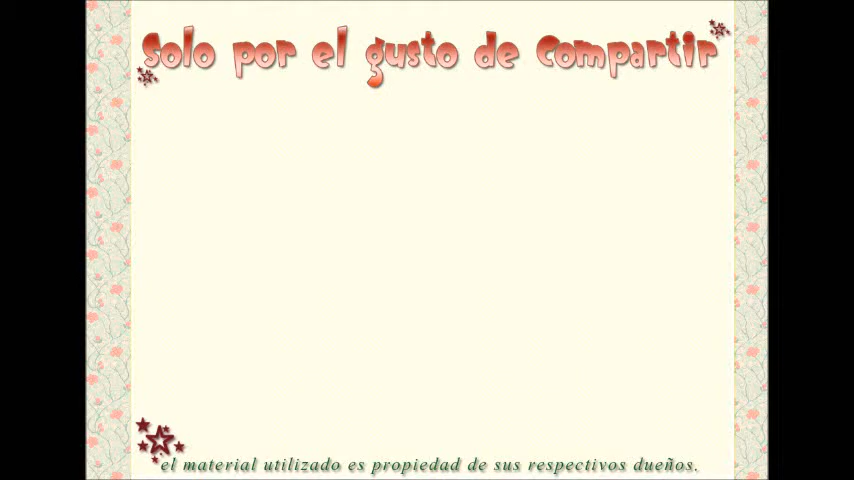 Solo por el gusto de Compartir
el material utilizado es propiedad de sus respectivos dueños.